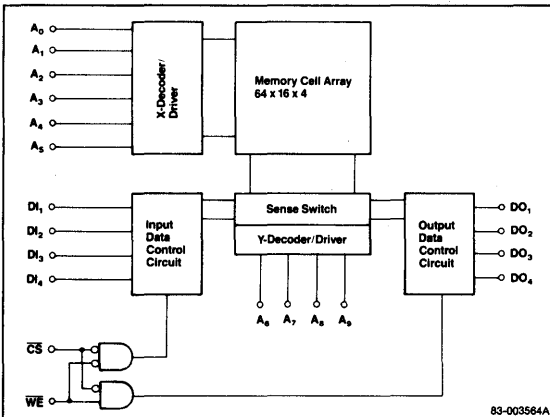 A₀
A₁
A₂
A₃
A₄
A₅
X-Decoder/
Driver
Memory Cell Array
64 x 16 x 4
DI₁
DI₂
DI₃
DI₄
Input
Data
Control
Circuit
Sense Switch
Y-Decoder/Driver
Output
Data
Control
Circuit
DO₁
DO₂
DO₃
DO₄
A₆
A₇
A₈
A₉
C̅S̅
W̅E̅
83-003564A